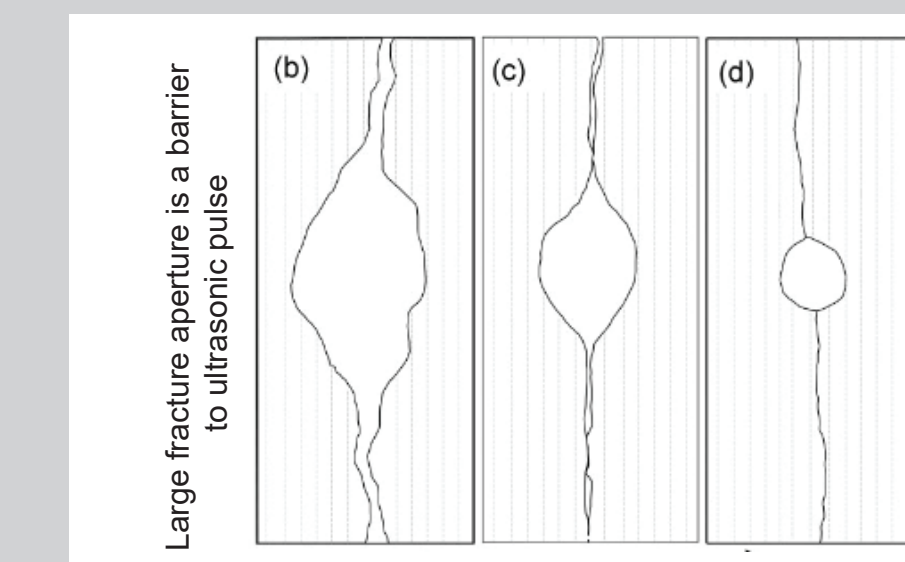 Large fracture aperture is a barrier
to ultrasonic pulse
(b)
(c)
(d)